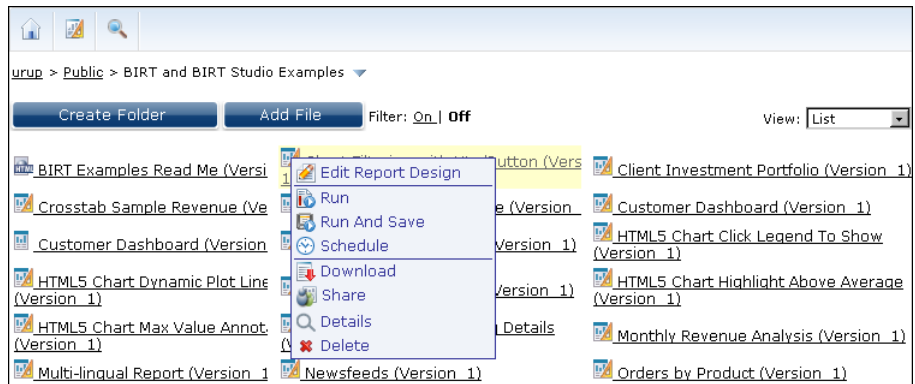 urup > Public > BIRT and BIRT Studio Examples
Create Folder Add File Filter: On | Off View: List
BIRT Examples Read Me (Versi
utton (Vers
Client Investment Portfolio (Version 1)
Crosstab Sample Revenue (Ve
e (Version
Customer Dashboard (Version 1)
Customer Dashboard (Version
Version 1)
HTML5 Chart Click Legend To Show
(Version 1)
HTML5 Chart Dynamic Plot Line
(Version 1)
Version 1)
HTML5 Chart Highlight Above Average
(Version 1)
HTML5 Chart Max Value Annot
(Version 1)
Details
Monthly Revenue Analysis (Version 1)
Multi-lingual Report (Version 1
Newsfeeds (Version 1)
Orders by Product (Version 1)
Edit Report Design
Run
Run And Save
Schedule
Download
Share
Details
Delete